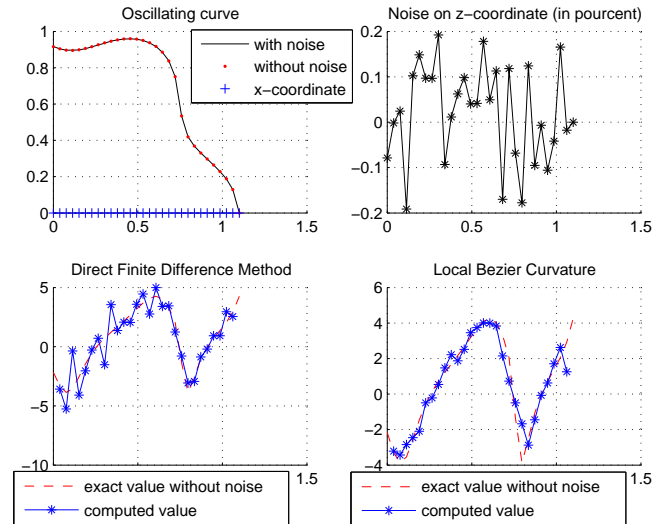 Oscillating curve
1
0.8
0.6
0.4
0.2
0
0
0.5
1
1.5
with noise
without noise
x−coordinate
Noise on z−coordinate (in pourcent)
0.2
0.1
0
−0.1
−0.2
0
0.5
1
1.5
Direct Finite Difference Method
5
0
−5
−10
1.5
exact value without noise
computed value
Local Bezier Curvature
6
4
2
0
−2
−4
1.5
exact value without noise
computed value